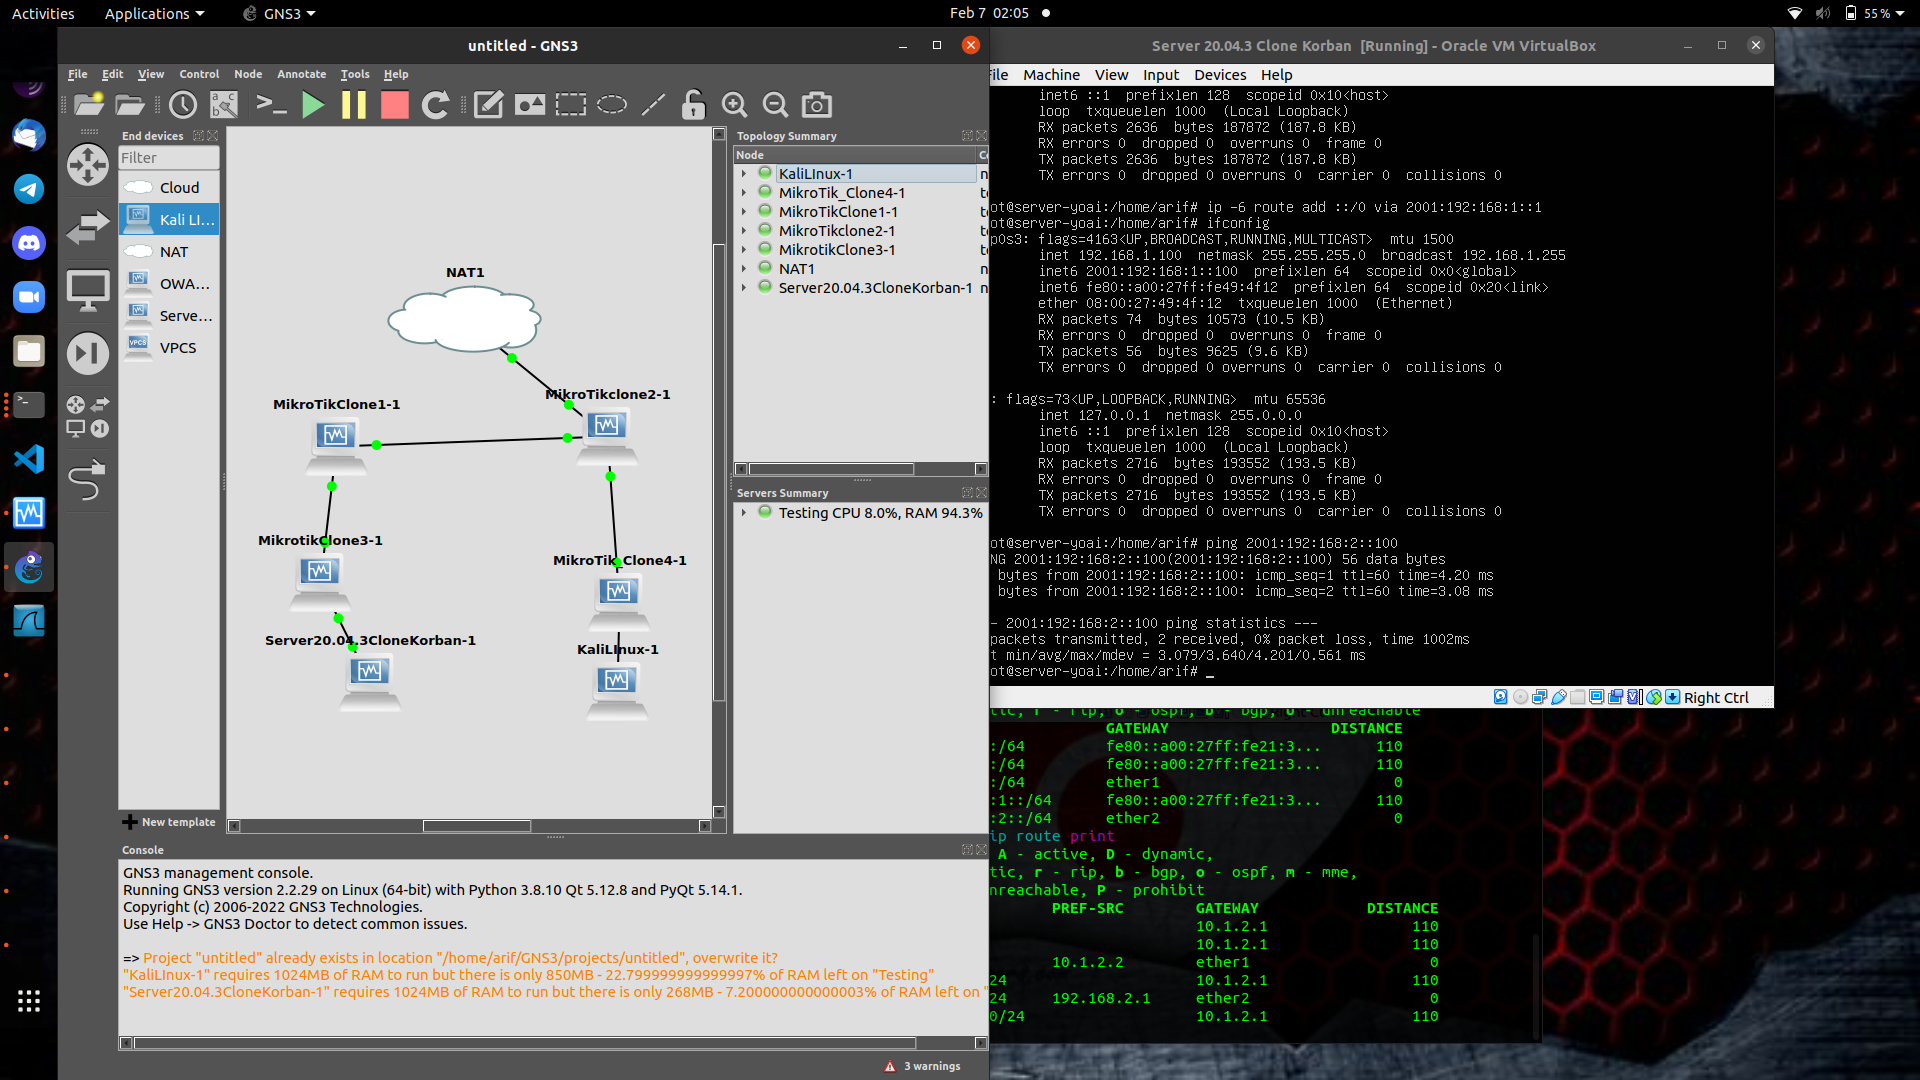 Activities
Applications
GNS3
Feb 7 02:05
55 %
untitled - GNS3
File Edit View Control Node Annotate Tools Help
End devices
Filter
Cloud
Kali LI...
NAT
OWA...
Serve...
VPCS
New template
NAT1
MikroTikClone1-1
MikroTikclone2-1
MikrotikClone3-1
MikroTik_Clone4-1
Server20.04.3CloneKorban-1
KaliLInux-1
Topology Summary
Node
KaliLInux-1
MikroTik_Clone4-1
MikroTikClone1-1
MikroTikclone2-1
MikrotikClone3-1
NAT1
Server20.04.3CloneKorban-1
Servers Summary
Testing CPU 8.0%, RAM 94.3%
Console
GNS3 management console.
Running GNS3 version 2.2.29 on Linux (64-bit) with Python 3.8.10 Qt 5.12.8 and PyQt 5.14.1.
Copyright (c) 2006-2022 GNS3 Technologies.
Use Help -> GNS3 Doctor to detect common issues.
=> Project "untitled" already exists in location "/home/arif/GNS3/projects/untitled", overwrite it?
"KaliLInux-1" requires 1024MB of RAM to run but there is only 850MB - 22.799999999999997% of RAM left on "Testing"
"Server20.04.3CloneKorban-1" requires 1024MB of RAM to run but there is only 268MB - 7.200000000000003% of RAM left on "
3 warnings
Server 20.04.3 Clone Korban [Running] - Oracle VM VirtualBox
ile Machine View Input Devices Help
inet6 ::1 prefixlen 128 scopeid 0x10<host>
loop txqueuelen 1000 (Local Loopback)
RX packets 2636 bytes 187872 (187.8 KB)
RX errors 0 dropped 0 overruns 0 frame 0
TX packets 2636 bytes 187872 (187.8 KB)
TX errors 0 dropped 0 overruns 0 carrier 0 collisions 0
ot@server-yoai:/home/arif# ip -6 route add ::/0 via 2001:192:168:1::1
ot@server-yoai:/home/arif# ifconfig
p0s3: flags=4163<UP,BROADCAST,RUNNING,MULTICAST> mtu 1500
inet 192.168.1.100 netmask 255.255.255.0 broadcast 192.168.1.255
inet6 2001:192:168:1::100 prefixlen 64 scopeid 0x0<global>
inet6 fe80::a00:27ff:fe49:4f12 prefixlen 64 scopeid 0x20<link>
ether 08:00:27:49:4f:12 txqueuelen 1000 (Ethernet)
RX packets 74 bytes 10573 (10.5 KB)
RX errors 0 dropped 0 overruns 0 frame 0
TX packets 56 bytes 9625 (9.6 KB)
TX errors 0 dropped 0 overruns 0 carrier 0 collisions 0
: flags=73<UP,LOOPBACK,RUNNING> mtu 65536
inet 127.0.0.1 netmask 255.0.0.0
inet6 ::1 prefixlen 128 scopeid 0x10<host>
loop txqueuelen 1000 (Local Loopback)
RX packets 2716 bytes 193552 (193.5 KB)
RX errors 0 dropped 0 overruns 0 frame 0
TX packets 2716 bytes 193552 (193.5 KB)
TX errors 0 dropped 0 overruns 0 carrier 0 collisions 0
ot@server-yoai:/home/arif# ping 2001:192:168:2::100
NG 2001:192:168:2::100(2001:192:168:2::100) 56 data bytes
bytes from 2001:192:168:2::100: icmp_seq=1 ttl=60 time=4.20 ms
bytes from 2001:192:168:2::100: icmp_seq=2 ttl=60 time=3.08 ms
- 2001:192:168:2::100 ping statistics ---
packets transmitted, 2 received, 0% packet loss, time 1002ms
t min/avg/max/mdev = 3.079/3.640/4.201/0.561 ms
ot@server-yoai:/home/arif# _
Right Ctrl
tic, r - rip, o - ospf, b - bgp, U - unreachable
GATEWAY DISTANCE
:/64 fe80::a00:27ff:fe21:3... 110
:/64 fe80::a00:27ff:fe21:3... 110
:/64 ether1 0
:1::/64 fe80::a00:27ff:fe21:3... 110
:2::/64 ether2 0
ip route print
A - active, D - dynamic,
tic, r - rip, b - bgp, o - ospf, m - mme,
nreachable, P - prohibit
PREF-SRC GATEWAY DISTANCE
10.1.2.1 110
10.1.2.1 110
10.1.2.2 ether1 0
24 10.1.2.1 110
24 192.168.2.1 ether2 0
0/24 10.1.2.1 110